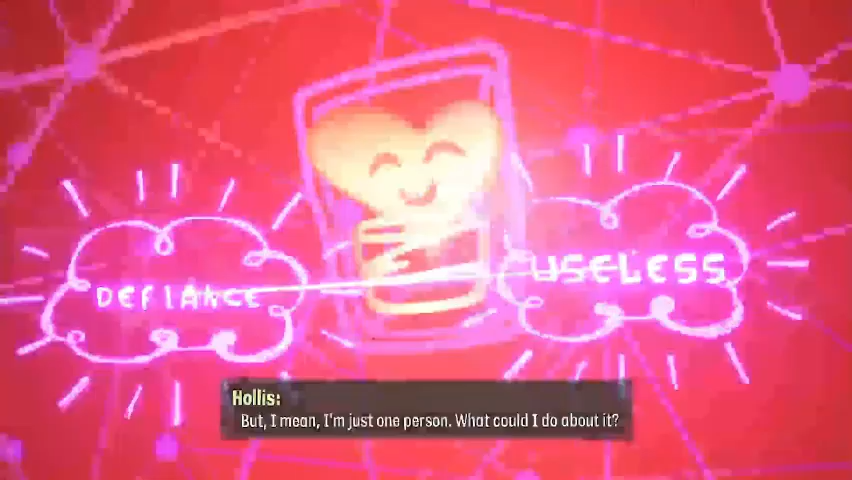 DEFIANCE
USELESS
Hollis:
But, I mean, I'm just one person. What could I do about it?